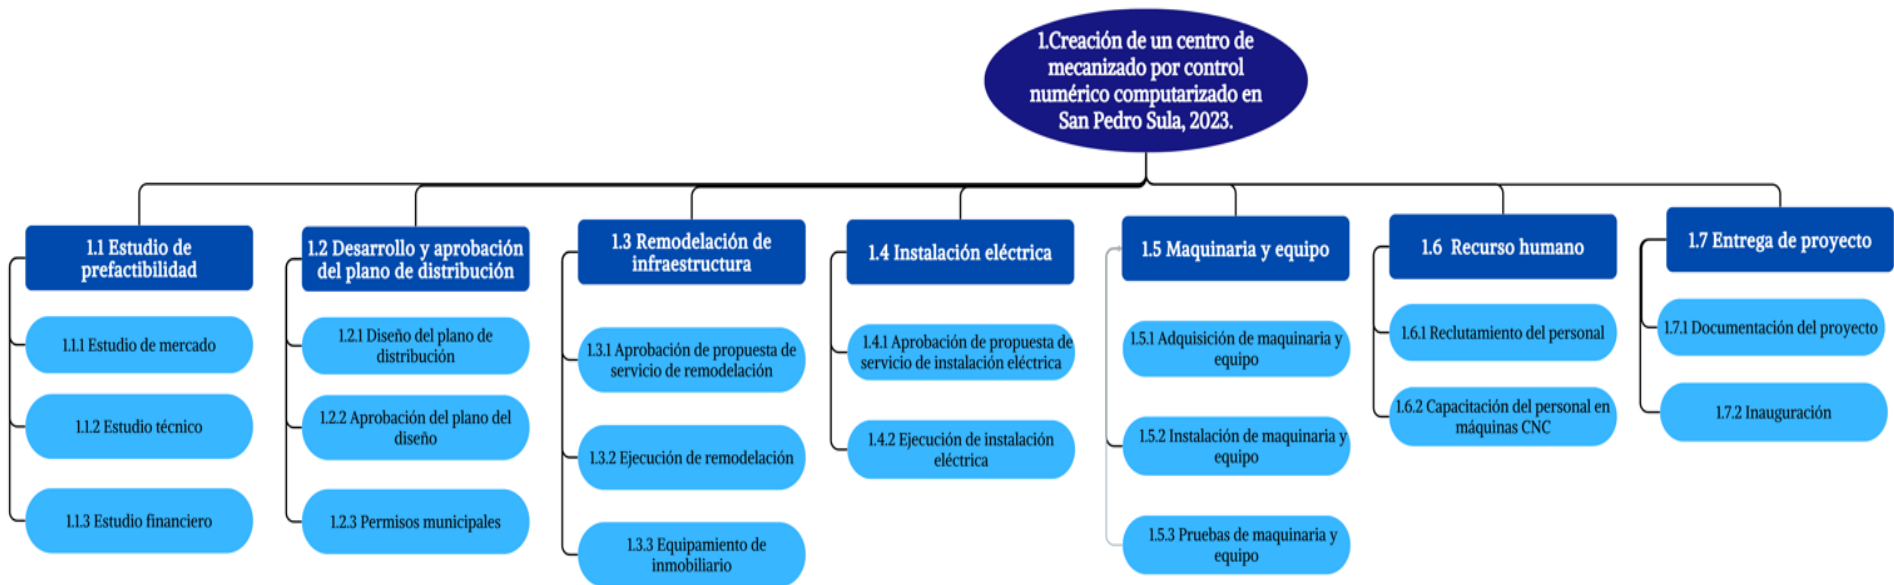 1.Creación de un centro de
mecanizado por control
numérico computarizado en
San Pedro Sula, 2023.
1.1 Estudio de
prefactibilidad
1.1.1 Estudio de mercado
1.1.2 Estudio técnico
1.1.3 Estudio financiero
1.2 Desarrollo y aprobación
del plano de distribución
1.2.1 Diseño del plano de
distribución
1.2.2 Aprobación del plano del
diseño
1.2.3 Permisos municipales
1.3 Remodelación de
infraestructura
1.3.1 Aprobación de propuesta de
servicio de remodelación
1.3.2 Ejecución de remodelación
1.3.3 Equipamiento de
inmobiliario
1.4 Instalación eléctrica
1.4.1 Aprobación de propuesta de
servicio de instalación eléctrica
1.4.2 Ejecución de instalación
eléctrica
1.5 Maquinaria y equipo
1.5.1 Adquisición de maquinaria y
equipo
1.5.2 Instalación de maquinaria y
equipo
1.5.3 Pruebas de maquinaria y
equipo
1.6 Recurso humano
1.6.1 Reclutamiento del personal
1.6.2 Capacitación del personal en
máquinas CNC
1.7 Entrega de proyecto
1.7.1 Documentación del proyecto
1.7.2 Inauguración